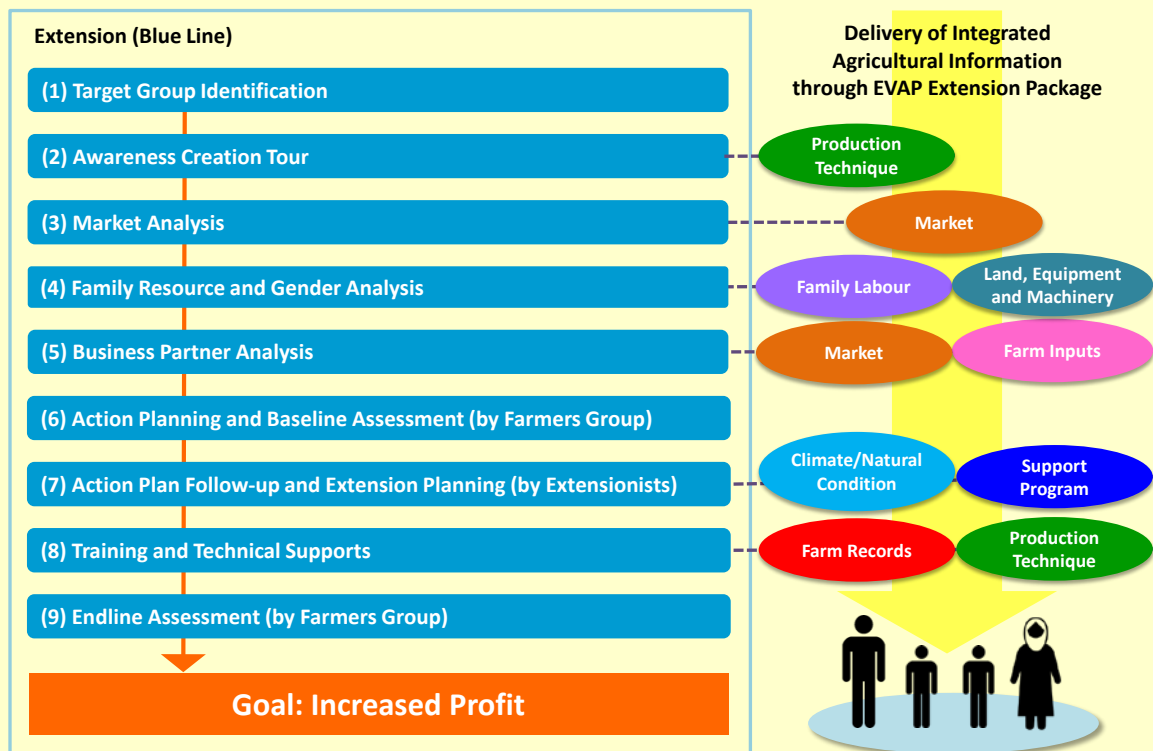 Extension (Blue Line)
(1) Target Group Identification
(2) Awareness Creation Tour
(3) Market Analysis
(4) Family Resource and Gender Analysis
(5) Business Partner Analysis
(6) Action Planning and Baseline Assessment (by Farmers Group)
(7) Action Plan Follow-up and Extension Planning (by Extensionists)
(8) Training and Technical Supports
(9) Endline Assessment (by Farmers Group)
Goal: Increased Profit
Delivery of Integrated
Agricultural Information
through EVAP Extension Package
Production
Technique
Market
Family Labour
Land, Equipment
and Machinery
Market
Farm Inputs
Climate/Natural
Condition
Support
Program
Farm Records
Production
Technique